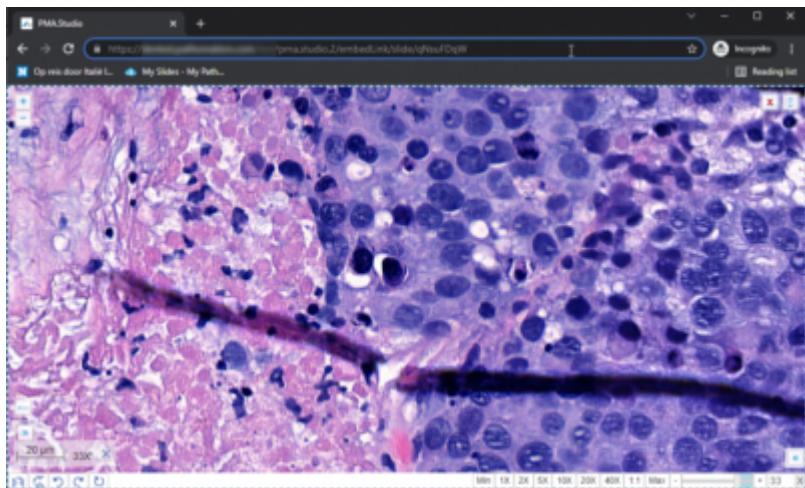 PMA.Studio
https:// /pma.studio.2/embedLink/slide/qNsuFDqW
Incognito
Op reis door Italië L...
My Slides - My Path...
Reading list
x
20 µm 33X
Min 1X 2X 5X 10X 20X 40X 1:1 Max - + 33 X